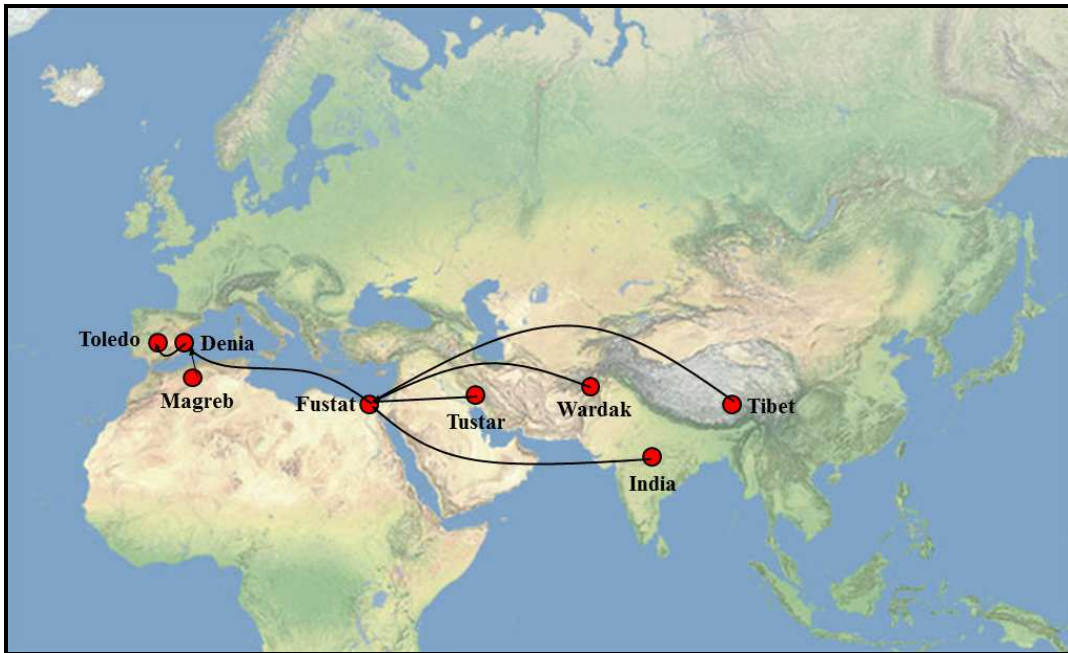 Toledo
Denia
Magreb
Fustat
Tustar
Wardak
Tibet
India